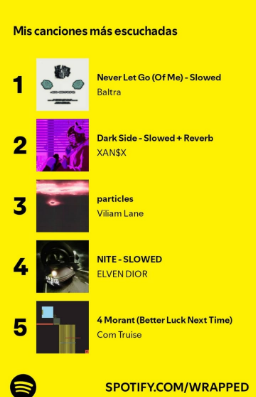 Mis canciones más escuchadas
1
Never Let Go (Of Me) - Slowed
Baltra
2
Dark Side - Slowed + Reverb
XAN$X
3
particles
Viliam Lane
4
NITE - SLOWED
ELVEN DIOR
5
4 Morant (Better Luck Next Time)
Com Truise
SPOTIFY.COM/WRAPPED